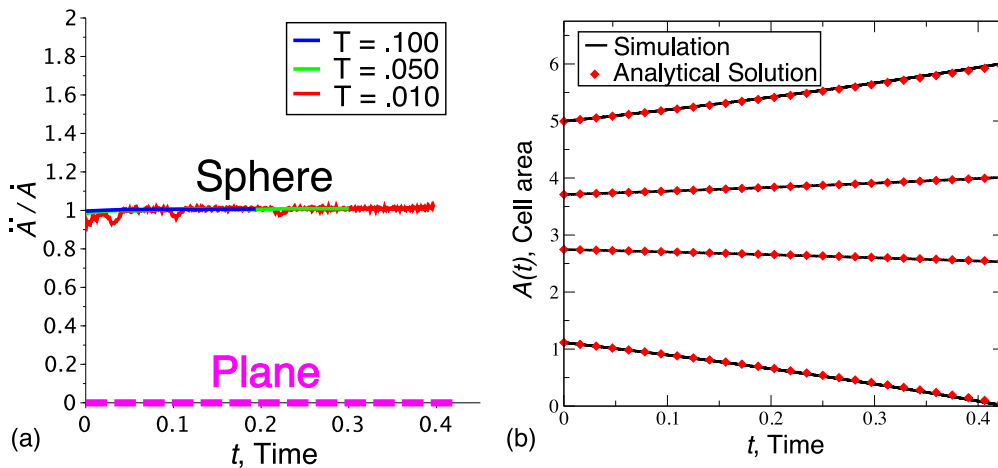 2
1.8
1.6
1.4
1.2
1
0.8
0.6
0.4
0.2
0
Ä / Ȧ
T = .100
T = .050
T = .010
Sphere
Plane
0 0.1 0.2 0.3 0.4
t, Time
(a)
6
5
4
3
2
1
0
A(t), Cell area
Simulation
Analytical Solution
0 0.1 0.2 0.3 0.4
t, Time
(b)